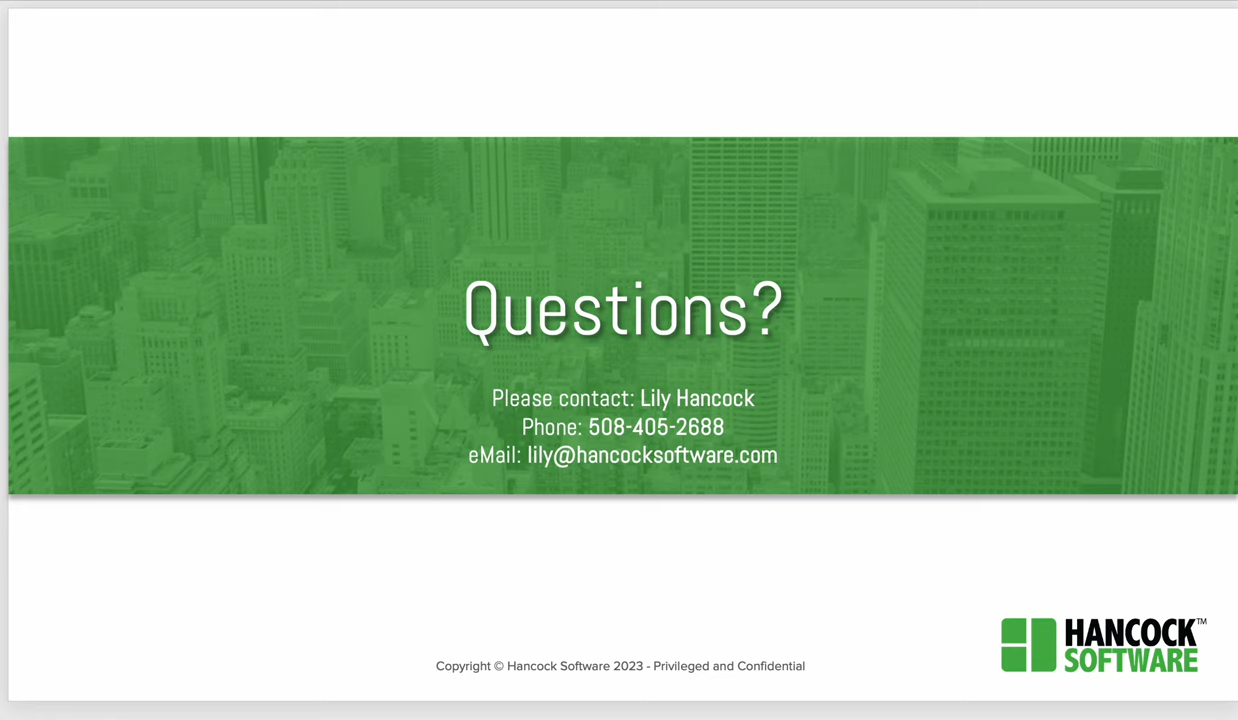 Questions?
Please contact: Lily Hancock
Phone: 508-405-2688
eMail: lily@hancocksoftware.com
Copyright © Hancock Software 2023 - Privileged and Confidential
HANCOCK™
SOFTWARE